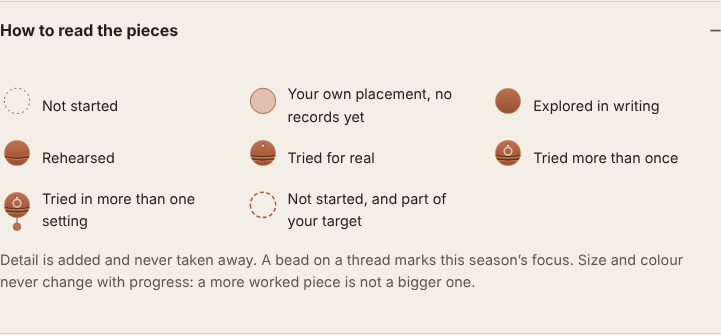 How to read the pieces
Not started
Your own placement, no
records yet
Explored in writing
Rehearsed
Tried for real
Tried more than once
Tried in more than one
setting
Not started, and part of
your target
Detail is added and never taken away. A bead on a thread marks this season’s focus. Size and colour
never change with progress: a more worked piece is not a bigger one.